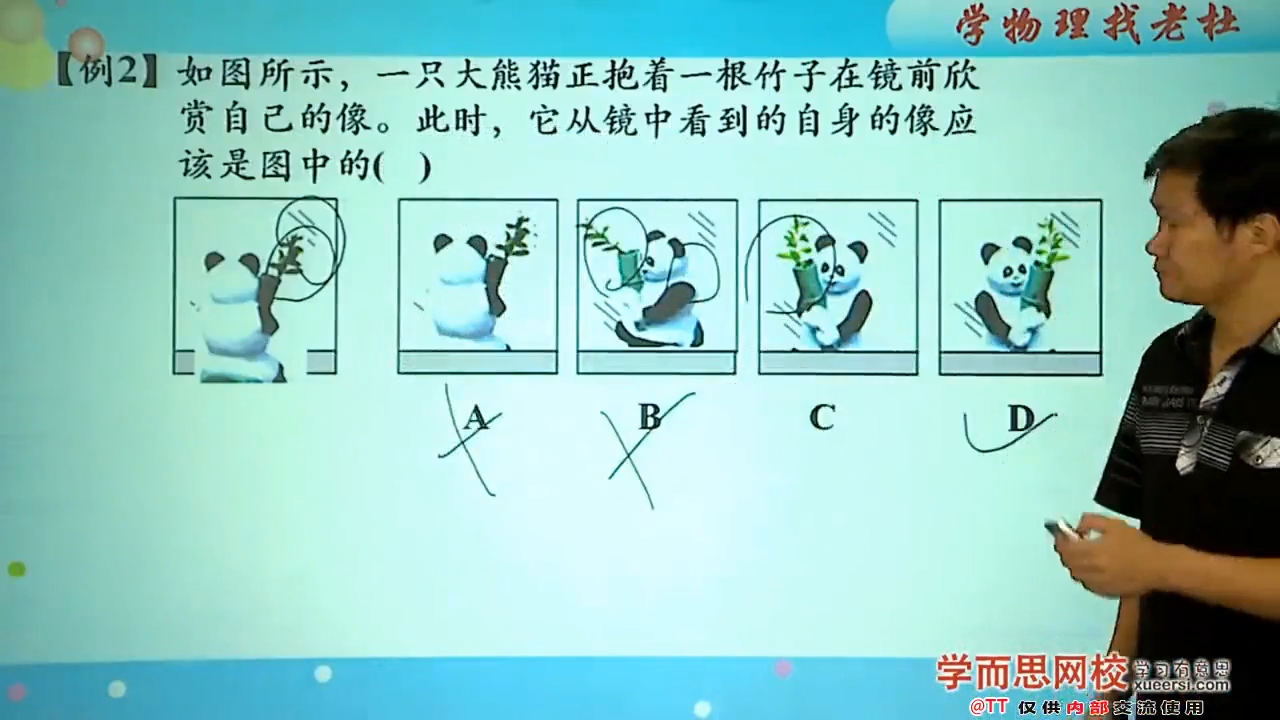 学物理找老杜
【例2】如图所示，一只大熊猫正抱着一根竹子在镜前欣
赏自己的像。此时，它从镜中看到的自身的像应
该是图中的( )
A B C D
学而思网校 学习有意思
xueersi.com
@TT 仅供内部交流使用